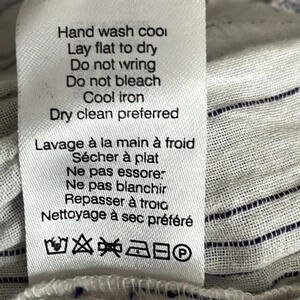 Hand wash cool
Lay flat to dry
Do not wring
Do not bleach
Cool iron
Dry clean preferred
Lavage à la main à froid
Sécher à plat
Ne pas essorer
Ne pas blanchir
Repasser à froid
Nettoyage à sec préféré